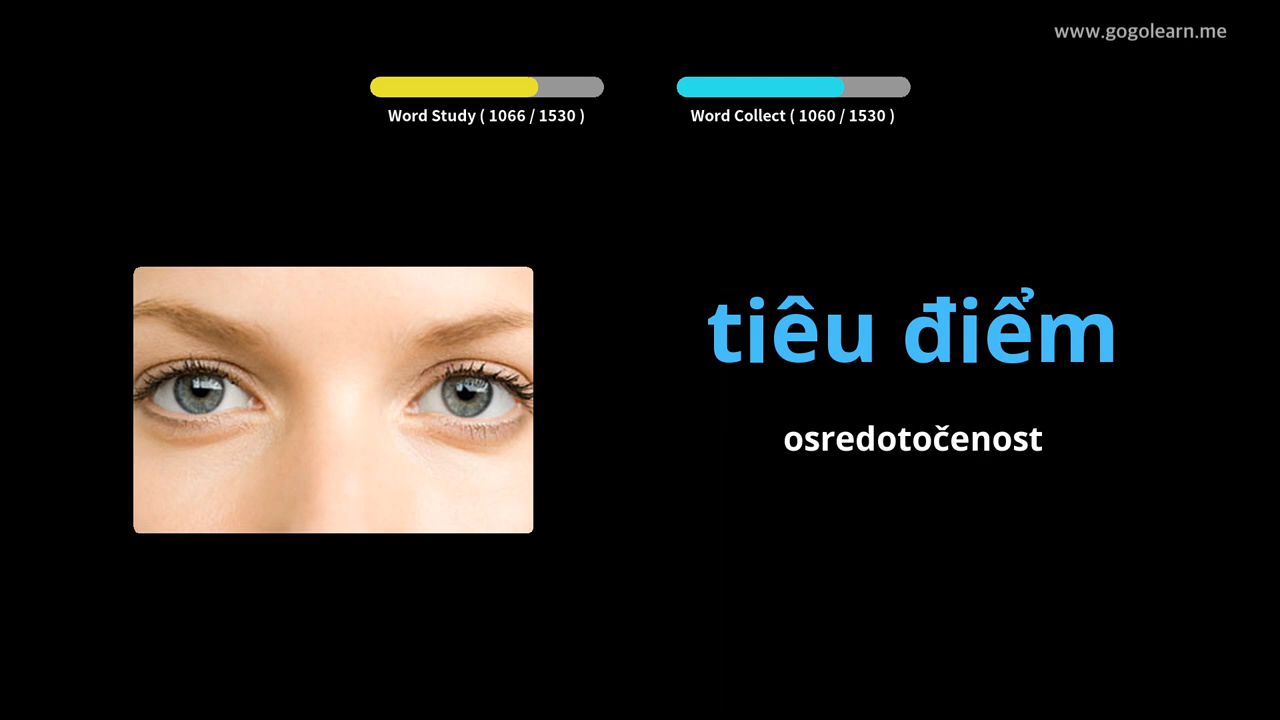 www.gogolearn.me
Word Study ( 1066 / 1530 )
Word Collect ( 1060 / 1530 )
tiêu điểm
osredotočenost